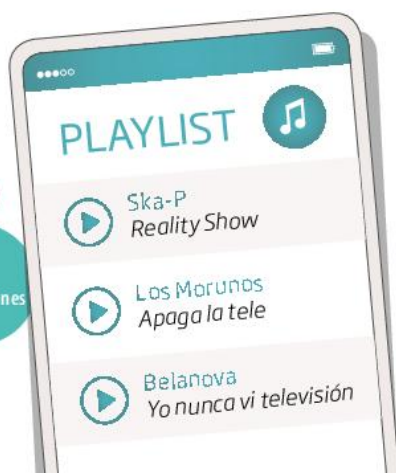 PLAYLIST
Ska-P
Reality Show
Los Morunos
Apaga la tele
Belanova
Yo nunca vi televisión